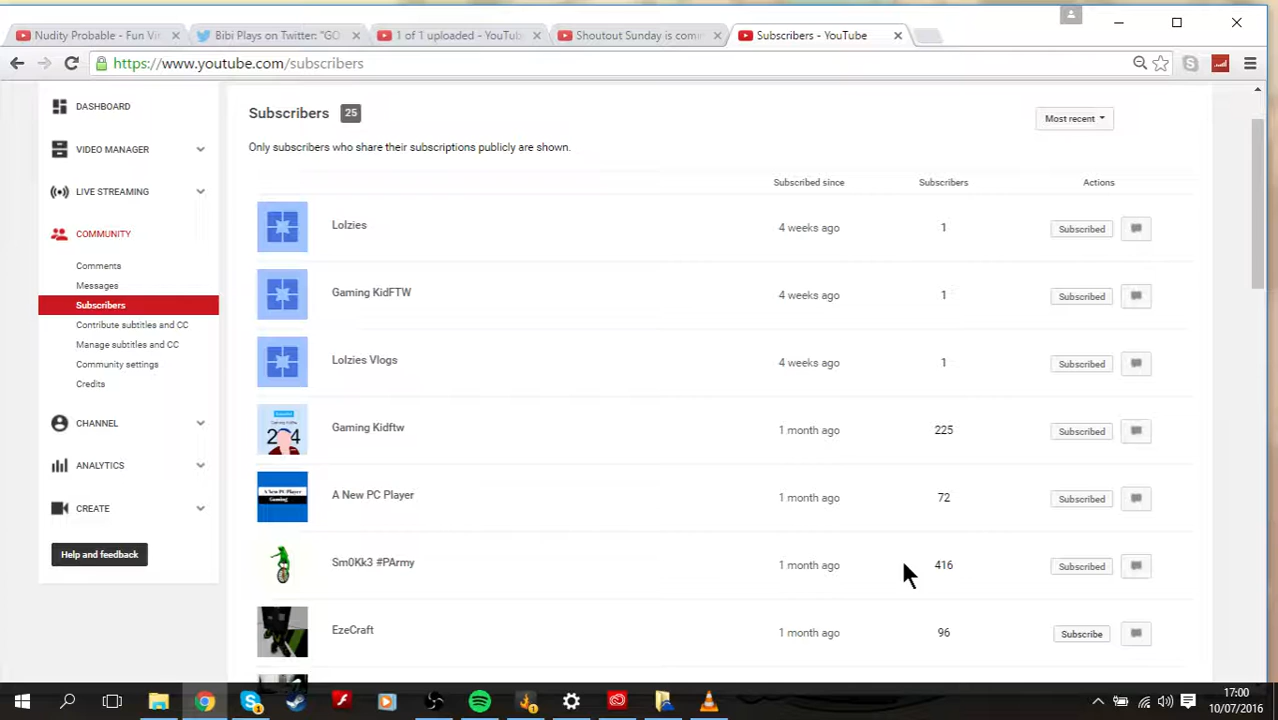 Nudity Probable - Fun Vi
Bibi Plays on Twitter: "GO
1 of 1 uploaded - YouTub
Shoutout Sunday is comi
Subscribers - YouTube
https://www.youtube.com/subscribers
DASHBOARD
VIDEO MANAGER
LIVE STREAMING
COMMUNITY
Comments
Messages
Subscribers
Contribute subtitles and CC
Manage subtitles and CC
Community settings
Credits
CHANNEL
ANALYTICS
CREATE
Help and feedback
Subscribers 25
Most recent
Only subscribers who share their subscriptions publicly are shown.
Subscribed since Subscribers Actions
Lolzies 4 weeks ago 1 Subscribed
Gaming KidFTW 4 weeks ago 1 Subscribed
Lolzies Vlogs 4 weeks ago 1 Subscribed
Gaming Kidftw 1 month ago 225 Subscribed
A New PC Player 1 month ago 72 Subscribed
Sm0Kk3 #PArmy 1 month ago 416 Subscribed
EzeCraft 1 month ago 96 Subscribe
17:00
10/07/2016